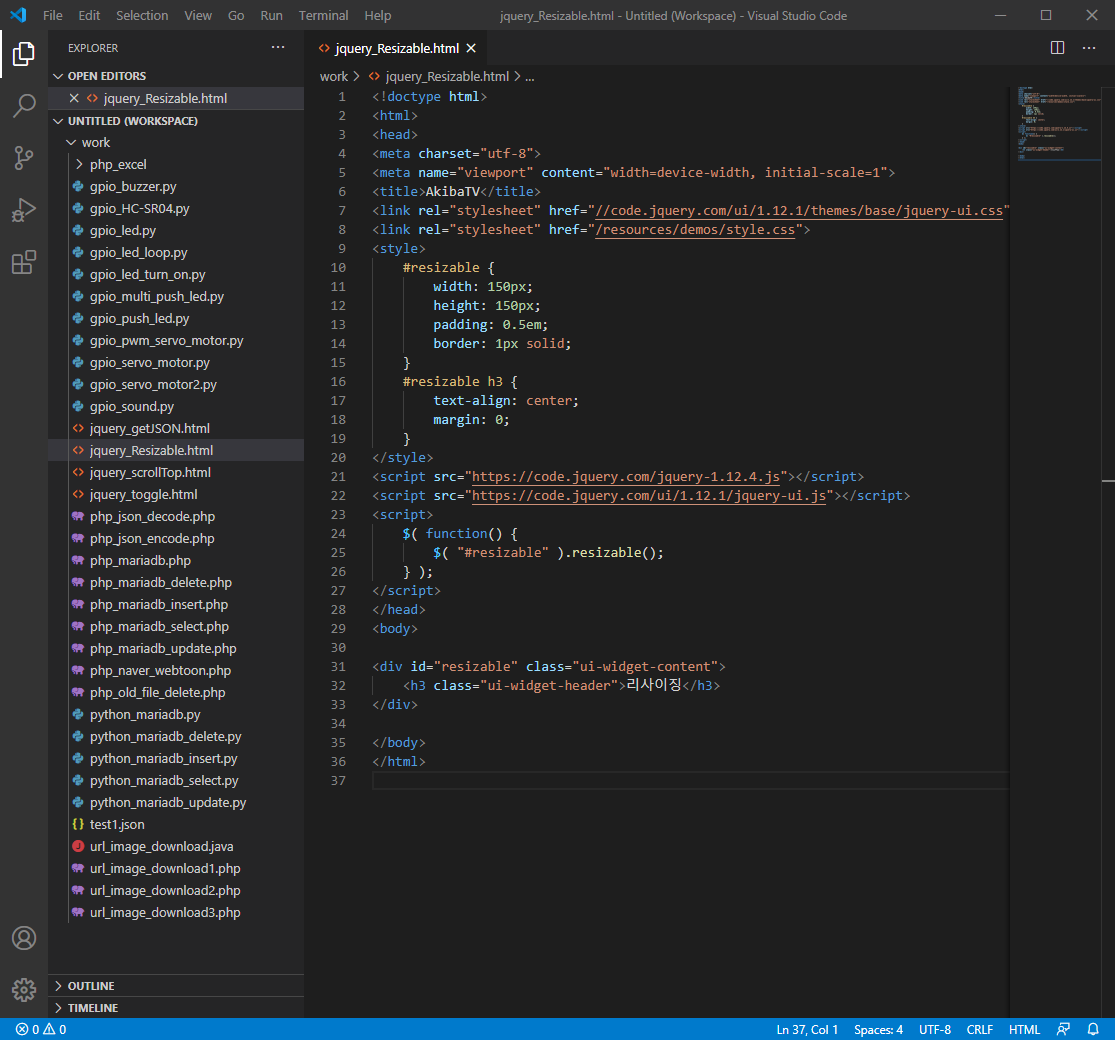 File Edit Selection View Go Run Terminal Help jquery_Resizable.html - Untitled (Workspace) - Visual Studio Code
EXPLORER
OPEN EDITORS
jquery_Resizable.html
UNTITLED (WORKSPACE)
work
php_excel
gpio_buzzer.py
gpio_HC-SR04.py
gpio_led.py
gpio_led_loop.py
gpio_led_turn_on.py
gpio_multi_push_led.py
gpio_push_led.py
gpio_pwm_servo_motor.py
gpio_servo_motor.py
gpio_servo_motor2.py
gpio_sound.py
jquery_getJSON.html
jquery_Resizable.html
jquery_scrollTop.html
jquery_toggle.html
php_json_decode.php
php_json_encode.php
php_mariadb.php
php_mariadb_delete.php
php_mariadb_insert.php
php_mariadb_select.php
php_mariadb_update.php
php_naver_webtoon.php
php_old_file_delete.php
python_mariadb.py
python_mariadb_delete.py
python_mariadb_insert.py
python_mariadb_select.py
python_mariadb_update.py
test1.json
url_image_download.java
url_image_download1.php
url_image_download2.php
url_image_download3.php
OUTLINE
TIMELINE
jquery_Resizable.html
work > jquery_Resizable.html > ...
1 <!doctype html>
2 <html>
3 <head>
4 <meta charset="utf-8">
5 <meta name="viewport" content="width=device-width, initial-scale=1">
6 <title>AkibaTV</title>
7 <link rel="stylesheet" href="//code.jquery.com/ui/1.12.1/themes/base/jquery-ui.css"
8 <link rel="stylesheet" href="/resources/demos/style.css">
9 <style>
10 #resizable {
11 width: 150px;
12 height: 150px;
13 padding: 0.5em;
14 border: 1px solid;
15 }
16 #resizable h3 {
17 text-align: center;
18 margin: 0;
19 }
20 </style>
21 <script src="https://code.jquery.com/jquery-1.12.4.js"></script>
22 <script src="https://code.jquery.com/ui/1.12.1/jquery-ui.js"></script>
23 <script>
24 $( function() {
25 $( "#resizable" ).resizable();
26 } );
27 </script>
28 </head>
29 <body>
30
31 <div id="resizable" class="ui-widget-content">
32 <h3 class="ui-widget-header">리사이징</h3>
33 </div>
34
35 </body>
36 </html>
37
0 0 Ln 37, Col 1 Spaces: 4 UTF-8 CRLF HTML